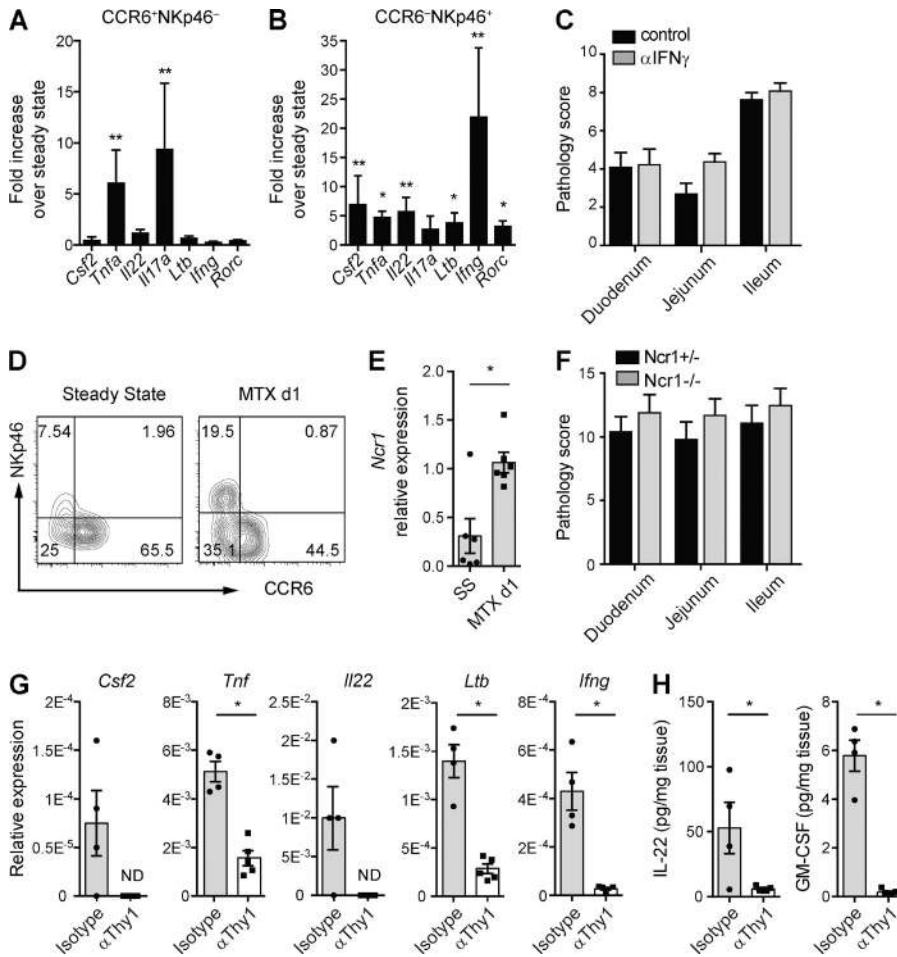 A
CCR6⁺NKp46⁻
Fold increase
over steady state
20
15
10
5
0
**
**
Csf2
Tnfa
Il22
Il17a
Ltb
Ifng
Rorc
B
CCR6⁻NKp46⁺
Fold increase
over steady state
35
30
25
20
15
10
5
0
**
*
**
*
**
*
Csf2
Tnfa
Il22
Il17a
Ltb
Ifng
Rorc
C
control
αIFNγ
Pathology score
10
8
6
4
2
0
Duodenum
Jejunum
Ileum
D
Steady State
MTX d1
NKp46
7.54
1.96
25
65.5
19.5
0.87
35.1
44.5
CCR6
E
Ncr1
relative expression
2.0
1.5
1.0
0.5
0.0
*
SS
MTX d1
F
Ncr1+/-
Ncr1-/-
Pathology score
15
10
5
0
Duodenum
Jejunum
Ileum
G
Relative expression
Csf2
2E⁻⁴
1.5E⁻⁴
1E⁻⁴
5E⁻⁵
0
ND
Isotype
αThy1
Tnf
8E⁻³
6E⁻³
4E⁻³
2E⁻³
0
*
Isotype
αThy1
Il22
2.5E⁻²
2E⁻²
1.5E⁻²
1E⁻²
5E⁻³
0
ND
Isotype
αThy1
Ltb
2E⁻³
1.5E⁻³
1E⁻³
5E⁻⁴
0
*
Isotype
αThy1
Ifng
8E⁻⁴
6E⁻⁴
4E⁻⁴
2E⁻⁴
0
*
Isotype
αThy1
H
IL-22 (pg/mg tissue)
150
100
50
0
*
Isotype
αThy1
GM-CSF (pg/mg tissue)
8
6
4
2
0
*
Isotype
αThy1